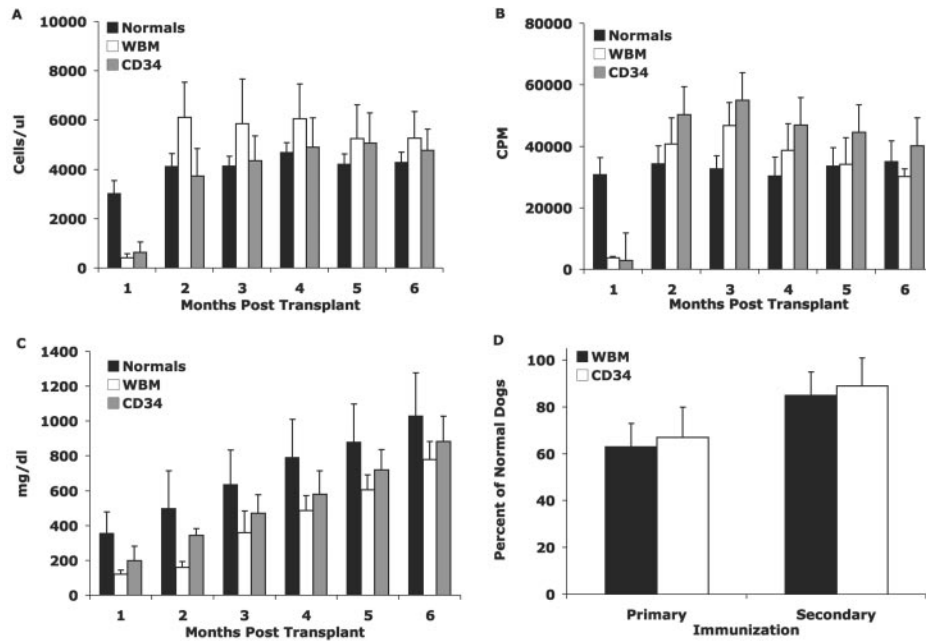 A
10000
8000
6000
4000
2000
0
Cells/ul
Normals
WBM
CD34
1 2 3 4 5 6
Months Post Transplant
B
80000
60000
40000
20000
0
CPM
Normals
WBM
CD34
1 2 3 4 5 6
Months Post Transplant
C
1400
1200
1000
800
600
400
200
0
mg/dl
Normals
WBM
CD34
1 2 3 4 5 6
Months Post Transplant
D
100
80
60
40
20
0
Percent of Normal Dogs
WBM
CD34
Primary Secondary
Immunization